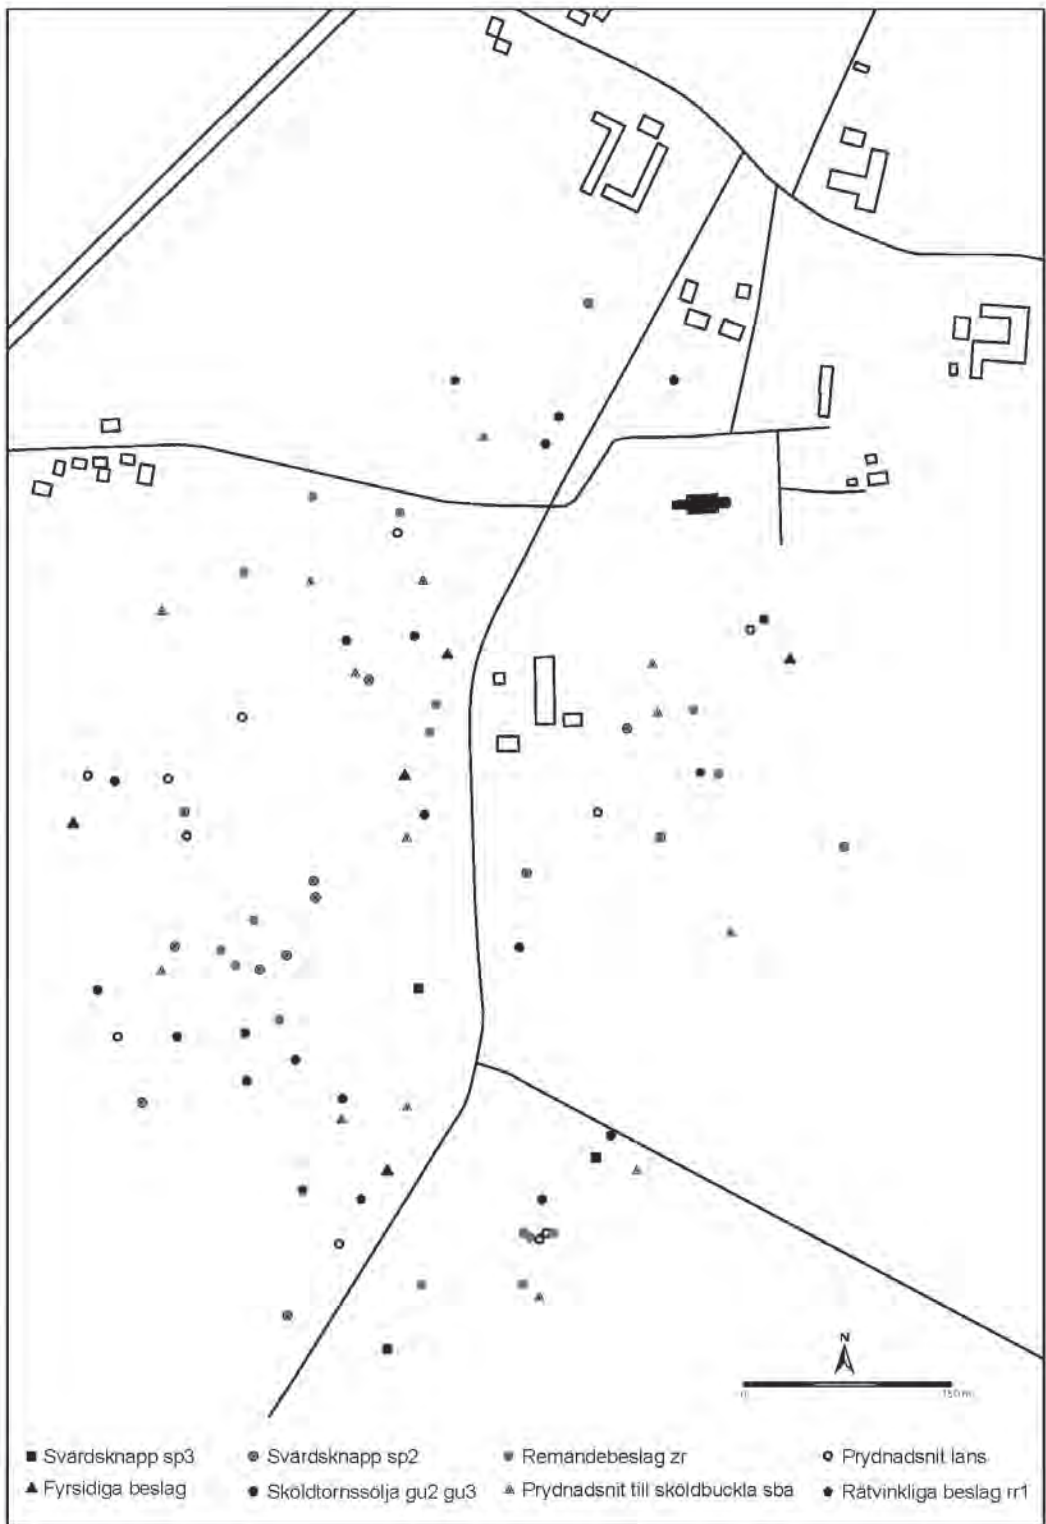 N
0 150 m
Svärdsknapp sp3 Svärdsknapp sp2 Remändebeslag zr Prydnadsnit lans
Fyrsidiga beslag Sköldtornssölja gu2 gu3 Prydnadsnit till sköldbuckla sba Rätvinkliga beslag rr1